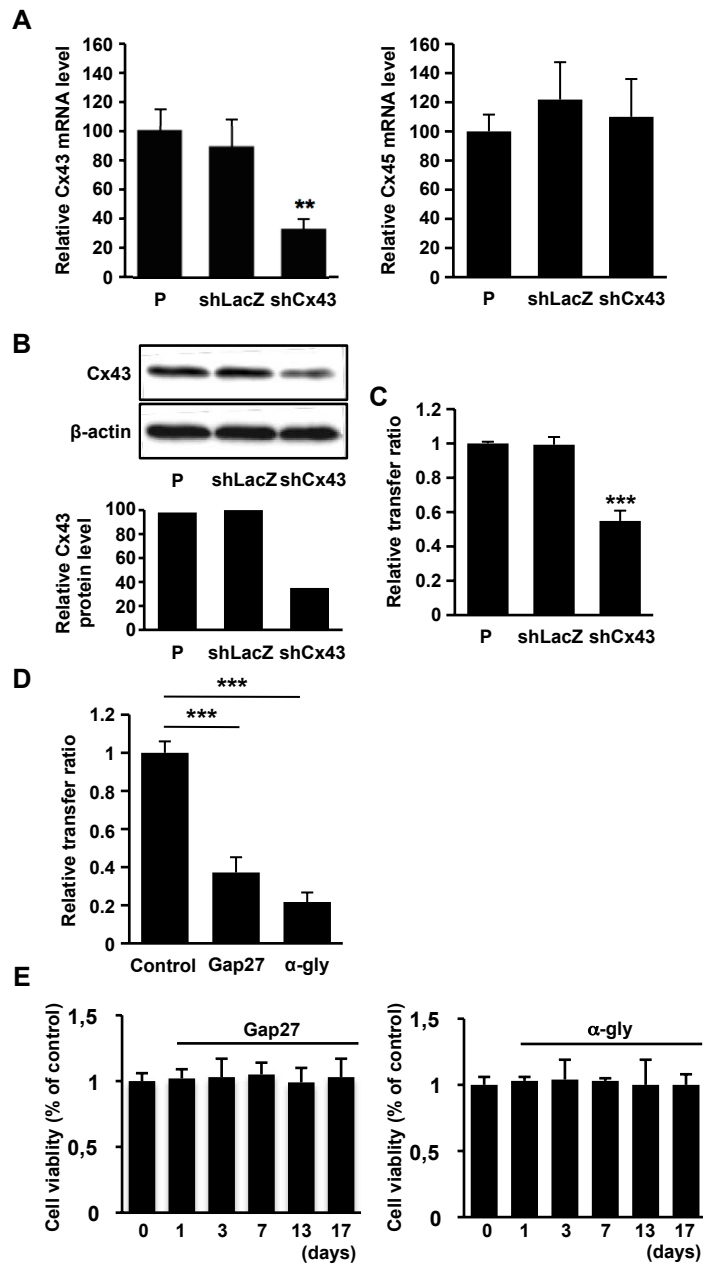 A
Relative Cx43 mRNA level
160
140
120
100
80
60
40
20
0
**
P shLacZ shCx43
Relative Cx45 mRNA level
160
140
120
100
80
60
40
20
0
P shLacZ shCx43
B
Cx43
β-actin
P shLacZ shCx43
Relative Cx43
protein level
100
80
60
40
20
0
P shLacZ shCx43
C
Relative transfer ratio
1.2
1
0.8
0.6
0.4
0.2
0
***
P shLacZ shCx43
D
***
***
Relative transfer ratio
1.2
1
0.8
0.6
0.4
0.2
0
Control Gap27 α-gly
E
Cell viablity (% of control)
1,5
1
0,5
0
Gap27
0 1 3 7 13 17
(days)
Cell viablity (% of control)
1,5
1
0,5
0
α-gly
0 1 3 7 13 17
(days)